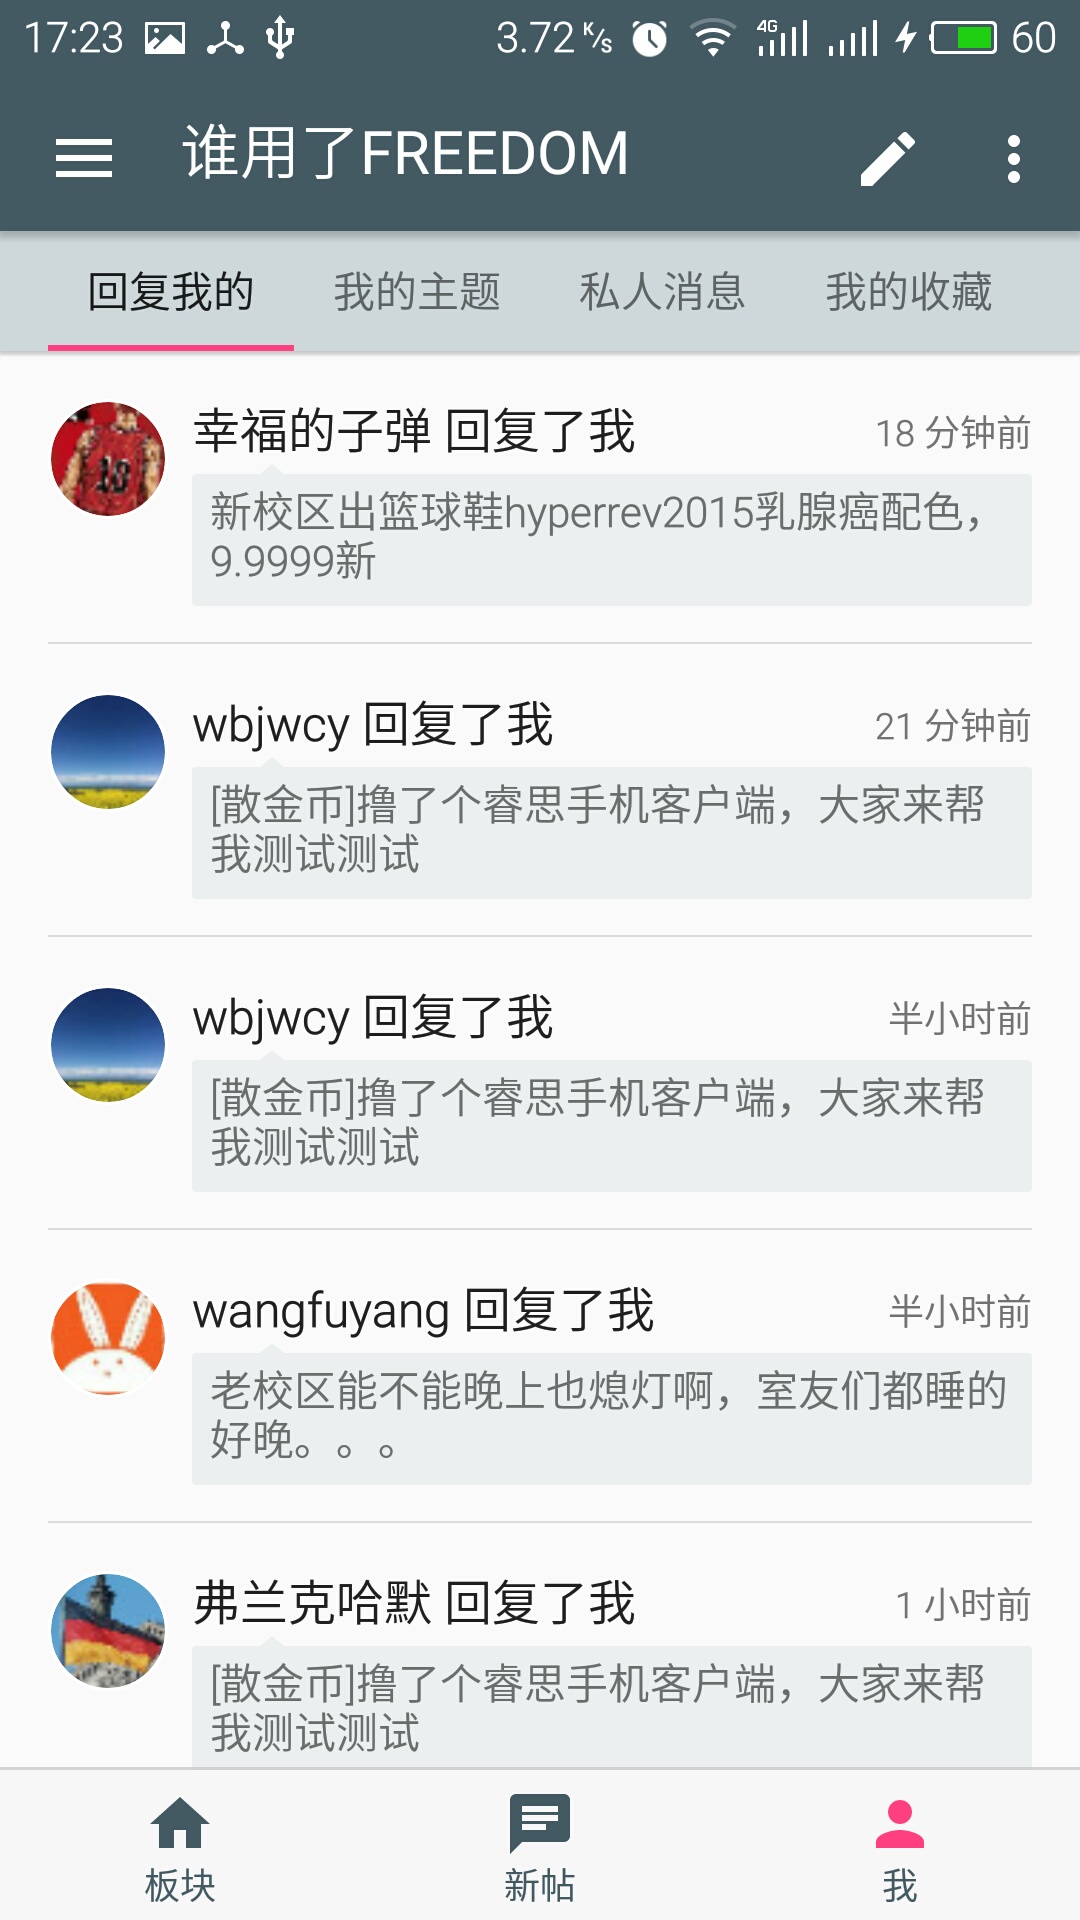 17:23 3.72 K/s 4G 60
谁用了FREEDOM
回复我的 我的主题 私人消息 我的收藏
幸福的子弹 回复了我 18 分钟前
新校区出篮球鞋hyperrev2015乳腺癌配色，
9.9999新
wbjwcy 回复了我 21 分钟前
[散金币]撸了个睿思手机客户端，大家来帮
我测试测试
wbjwcy 回复了我 半小时前
[散金币]撸了个睿思手机客户端，大家来帮
我测试测试
wangfuyang 回复了我 半小时前
老校区能不能晚上也熄灯啊，室友们都睡的
好晚。。。
弗兰克哈默 回复了我 1 小时前
[散金币]撸了个睿思手机客户端，大家来帮
我测试测试
板块 新帖 我